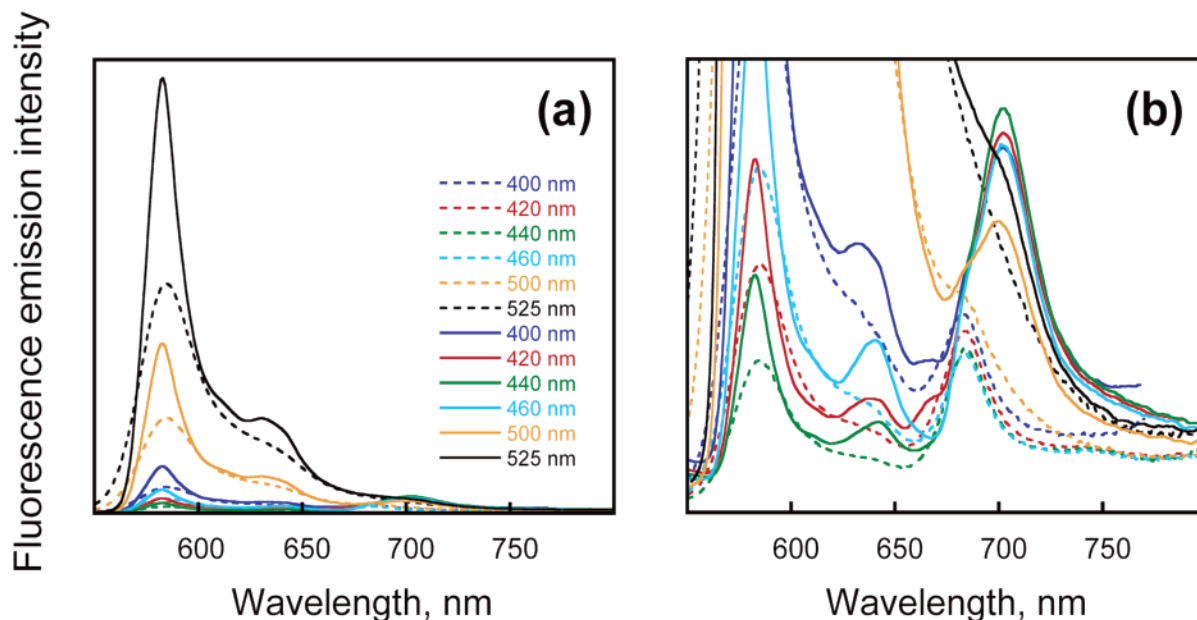 Fluorescence emission intensity
(a)
400 nm
420 nm
440 nm
460 nm
500 nm
525 nm
400 nm
420 nm
440 nm
460 nm
500 nm
525 nm
600 650 700 750
Wavelength, nm
(b)
600 650 700 750
Wavelength, nm